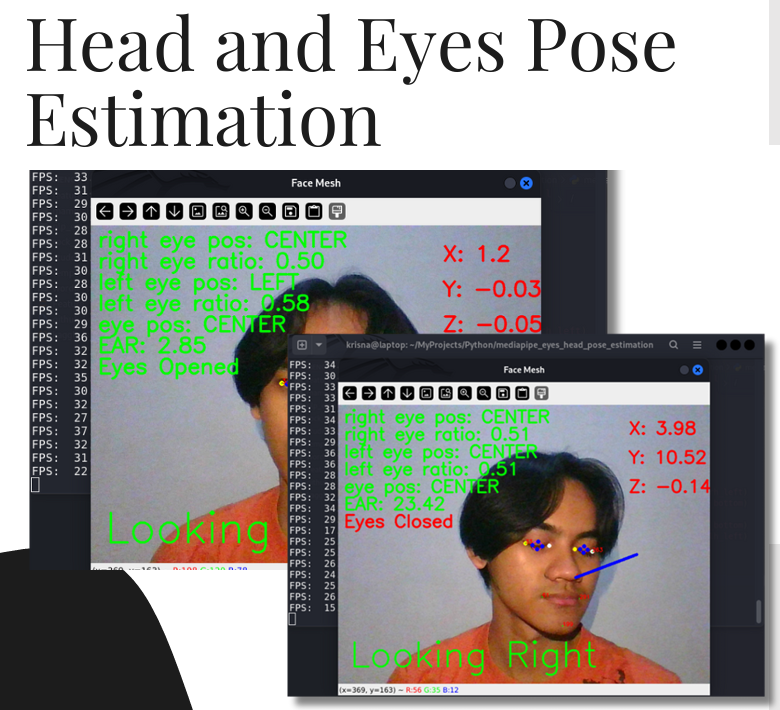 Head and Eyes Pose
Estimation
FPS: 33
FPS: 31
FPS: 29
FPS: 30
FPS: 28
FPS: 28
FPS: 31
FPS: 30
FPS: 28
FPS: 30
FPS: 30
FPS: 29
FPS: 36
FPS: 32
FPS: 32
FPS: 35
FPS: 30
FPS: 32
FPS: 27
FPS: 37
FPS: 32
FPS: 31
FPS: 22
Face Mesh
right eye pos: CENTER
right eye ratio: 0.50
left eye pos: LEFT
left eye ratio: 0.58
eye pos: CENTER
EAR: 2.85
Eyes Opened
X: 1.2
Y: -0.03
Z: -0.05
Looking
(x=369, y=163) ~ R:108 G:120 B:78
krisna@laptop: ~/MyProjects/Python/mediapipe_eyes_head_pose_estimation
FPS: 34
FPS: 30
FPS: 33
FPS: 33
FPS: 31
FPS: 34
FPS: 33
FPS: 29
FPS: 36
FPS: 36
FPS: 28
FPS: 28
FPS: 32
FPS: 34
FPS: 29
FPS: 17
FPS: 25
FPS: 25
FPS: 26
FPS: 24
FPS: 25
FPS: 26
FPS: 15
Face Mesh
right eye pos: CENTER
right eye ratio: 0.51
left eye pos: CENTER
left eye ratio: 0.51
eye pos: CENTER
EAR: 23.42
Eyes Closed
X: 3.98
Y: 10.52
Z: -0.14
Looking Right
(x=369, y=163) ~ R:56 G:35 B:12